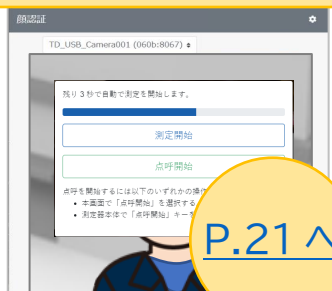 顔認証
TD_USB_Camera001 (060b:8067)
残り3秒で自動で測定を開始します。
測定開始
点呼開始
点呼を開始するには以下のいずれかの操作
• 本画面で「点呼開始」を選択する
• 測定器本体で「点呼開始」キーを
P.21 へ